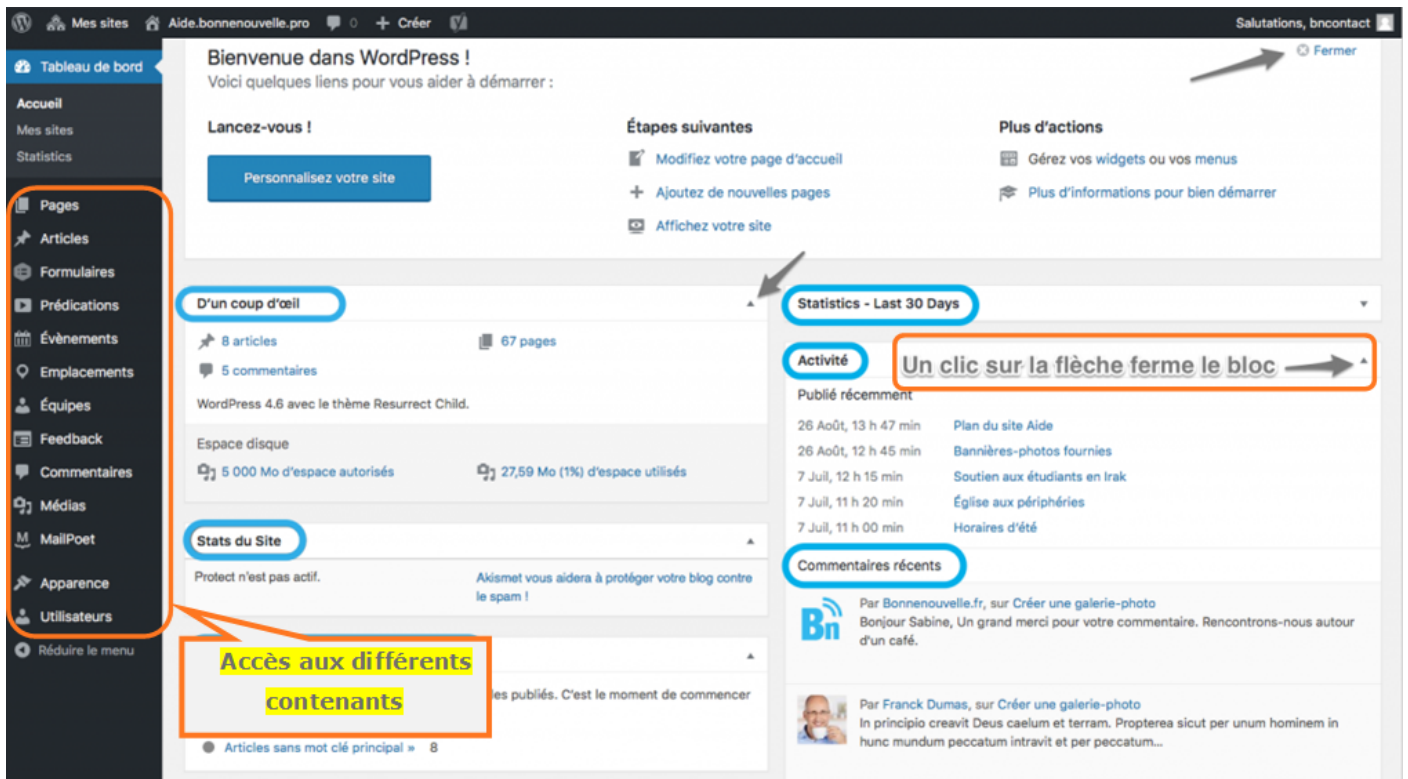 Mes sites Aide.bonnenouvelle.pro 0 + Créer
Salutations, bncontact
Tableau de bord
Accueil
Mes sites
Statistics
Pages
Articles
Formulaires
Prédications
Évènements
Emplacements
Équipes
Feedback
Commentaires
Médias
MailPoet
Apparence
Utilisateurs
Réduire le menu
Bienvenue dans WordPress !
Fermer
Voici quelques liens pour vous aider à démarrer :
Lancez-vous !
Personnalisez votre site
Étapes suivantes
Modifiez votre page d'accueil
Ajoutez de nouvelles pages
Affichez votre site
Plus d'actions
Gérez vos widgets ou vos menus
Plus d'informations pour bien démarrer
D'un coup d'œil
8 articles
67 pages
5 commentaires
WordPress 4.6 avec le thème Resurrect Child.
Espace disque
5 000 Mo d'espace autorisés
27,59 Mo (1%) d'espace utilisés
Stats du Site
Protect n'est pas actif.
Akismet vous aidera à protéger votre blog contre
le spam !
Accès aux différents
contenants
les publiés. C'est le moment de commencer
Articles sans mot clé principal » 8
Statistics - Last 30 Days
Activité
Un clic sur la flèche ferme le bloc
Publié récemment
26 Août, 13 h 47 min Plan du site Aide
26 Août, 12 h 45 min Bannières-photos fournies
7 Juil, 12 h 15 min Soutien aux étudiants en Irak
7 Juil, 11 h 20 min Église aux périphéries
7 Juil, 11 h 00 min Horaires d'été
Commentaires récents
Bn
Par Bonnenouvelle.fr, sur Créer une galerie-photo
Bonjour Sabine, Un grand merci pour votre commentaire. Rencontrons-nous autour
d'un café.
Par Franck Dumas, sur Créer une galerie-photo
In principio creavit Deus caelum et terram. Propterea sicut per unum hominem in
hunc mundum peccatum intravit et per peccatum...